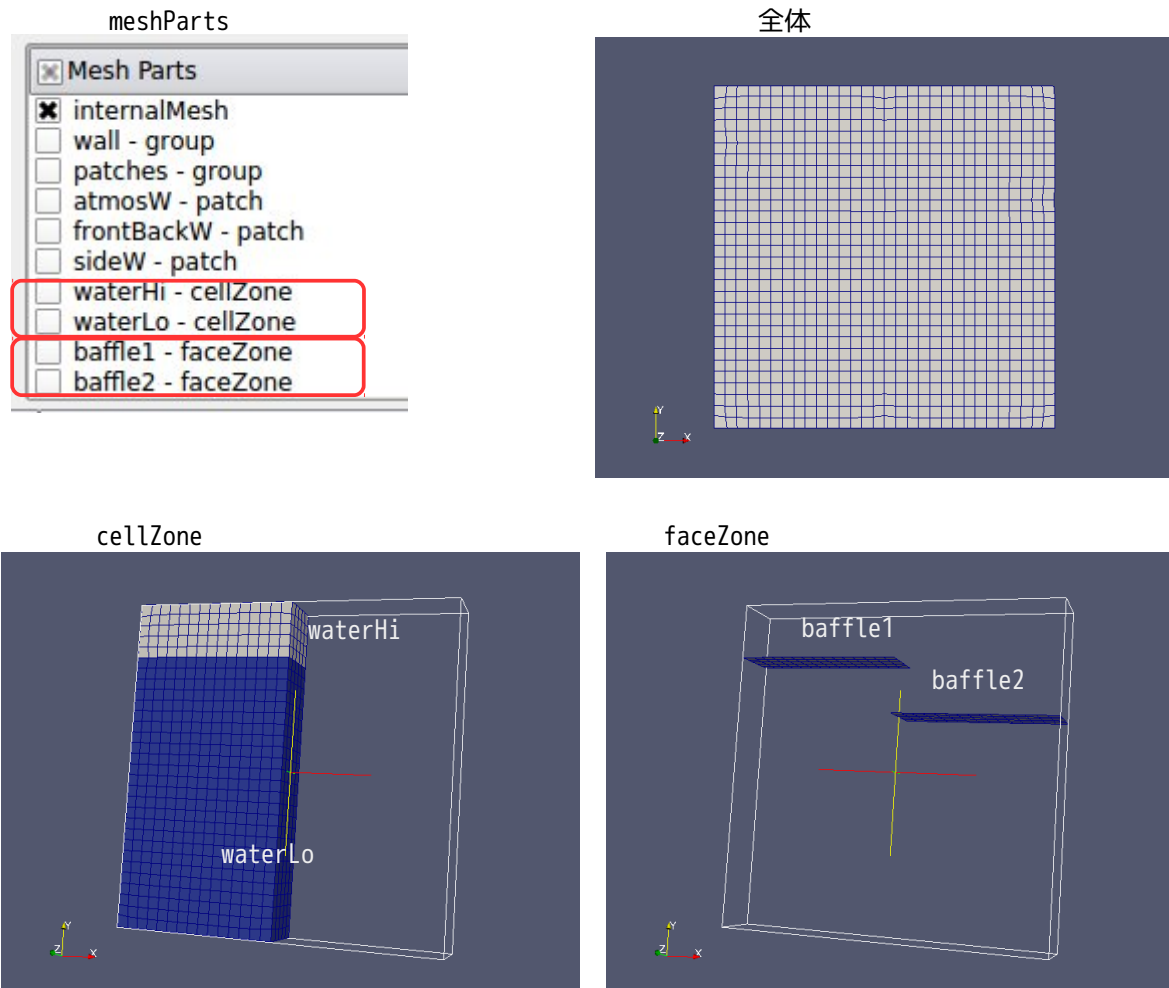 meshParts
全体
Mesh Parts
internalMesh
wall - group
patches - group
atmosW - patch
frontBackW - patch
sideW - patch
waterHi - cellZone
waterLo - cellZone
baffle1 - faceZone
baffle2 - faceZone
Y
Z X
cellZone
faceZone
waterHi
waterLo
Y
Z X
baffle1
baffle2
Y
Z X